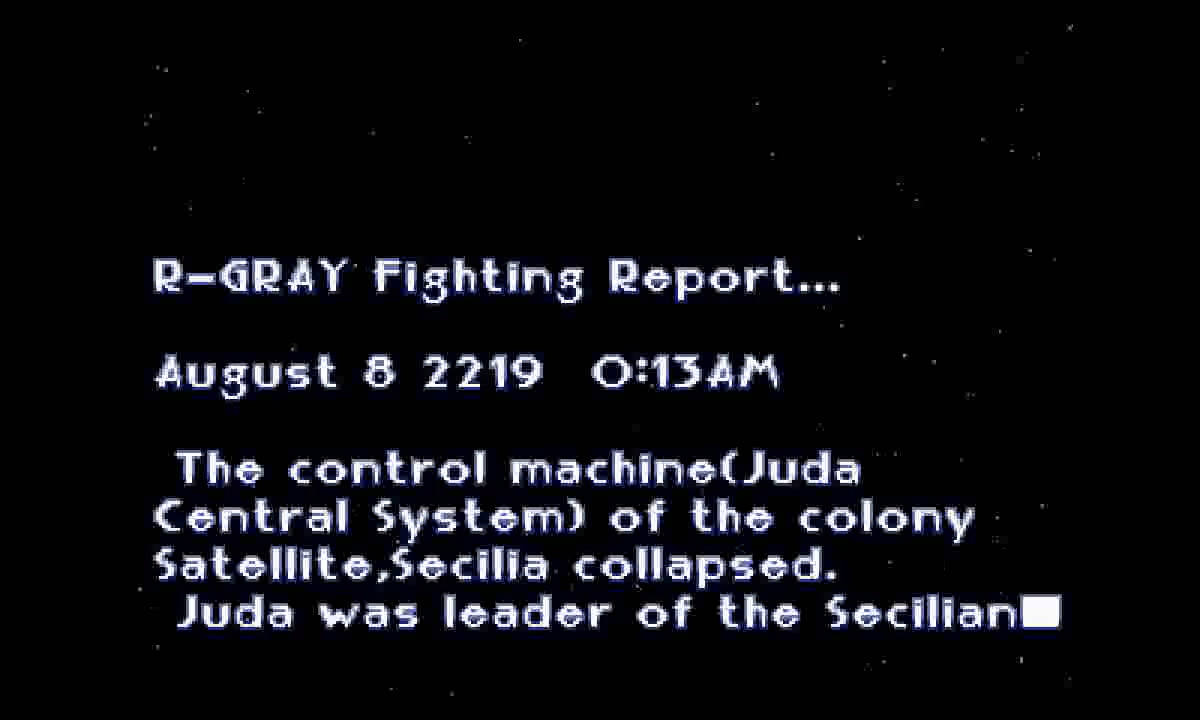 R-GRAY Fighting Report...
August 8 2219 0:13AM
The control machine(Juda
Central System) of the colony
Satellite,Secilia collapsed.
Juda was leader of the Secilian